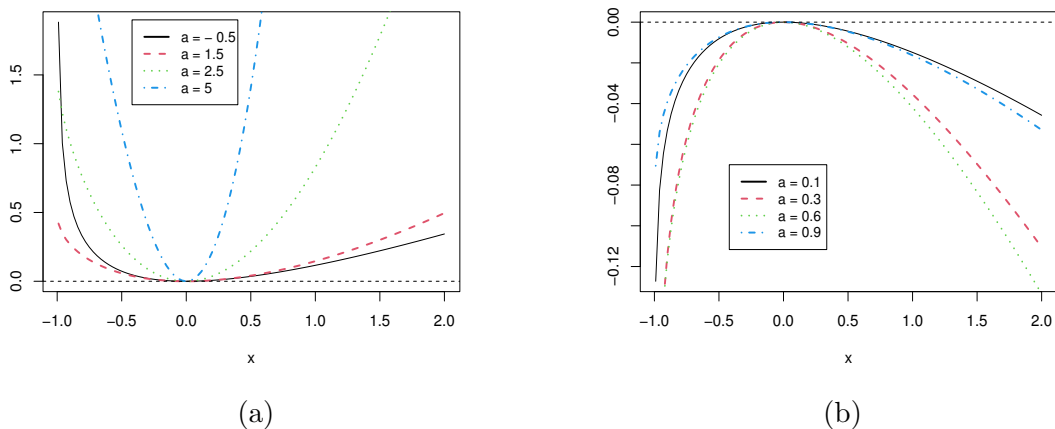 a = − 0.5
a = 1.5
a = 2.5
a = 5
0.0 0.5 1.0 1.5
−1.0 −0.5 0.0 0.5 1.0 1.5 2.0
x
(a)
0.00
−0.04
−0.08
−0.12
a = 0.1
a = 0.3
a = 0.6
a = 0.9
−1.0 −0.5 0.0 0.5 1.0 1.5 2.0
x
(b)